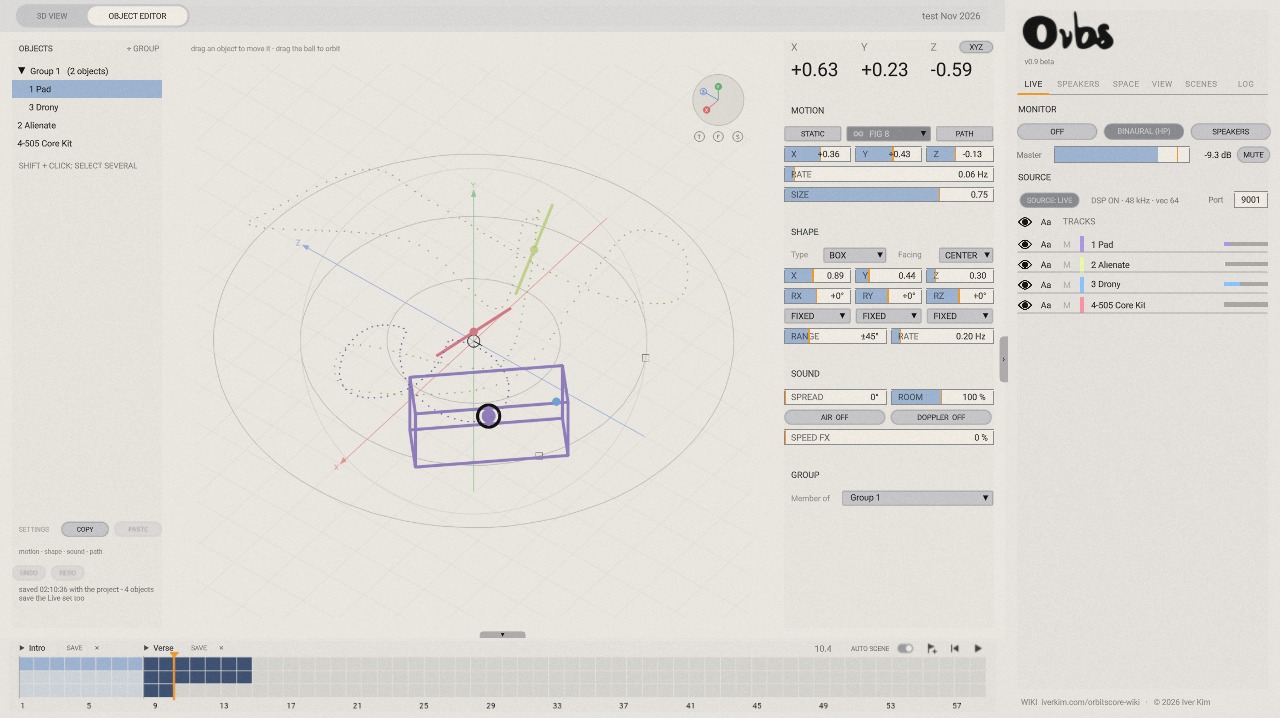 3D VIEW OBJECT EDITOR test Nov 2026
Orbs
v0.9 beta
LIVE SPEAKERS SPACE VIEW SCENES LOG
OBJECTS + GROUP
Group 1 (2 objects)
1 Pad
3 Drony
2 Alienate
4-505 Core Kit
SHIFT + CLICK: SELECT SEVERAL
SETTINGS COPY PASTE
motion · shape · sound · path
UNDO REDO
saved 02:10:36 with the project - 4 objects
save the Live set too
drag an object to move it · drag the ball to orbit
Y
Z
X
Y
Z
X
T F S
X Y Z XYZ
+0.63 +0.23 -0.59
MOTION
STATIC ∞ FIG 8 ▼ PATH
X +0.36 Y +0.43 Z -0.13
RATE 0.06 Hz
SIZE 0.75
SHAPE
Type BOX ▼ Facing CENTER ▼
X 0.89 Y 0.44 Z 0.30
RX +0° RY +0° RZ +0°
FIXED ▼ FIXED ▼ FIXED ▼
RANGE ±45° RATE 0.20 Hz
SOUND
SPREAD 0° ROOM 100 %
AIR OFF DOPPLER OFF
SPEED FX 0 %
GROUP
Member of Group 1 ▼
MONITOR
OFF BINAURAL (HP) SPEAKERS
Master -9.3 dB MUTE
SOURCE
SOURCE: LIVE DSP ON · 48 kHz · vec 64 Port 9001
Aa TRACKS
Aa M 1 Pad
Aa M 2 Alienate
Aa M 3 Drony
Aa M 4-505 Core Kit
Intro SAVE × Verse SAVE × 10.4 AUTO SCENE
1 5 9 13 17 21 25 29 33 37 41 45 49 53 57
WIKI iverkim.com/orbitscore-wiki · © 2026 Iver Kim